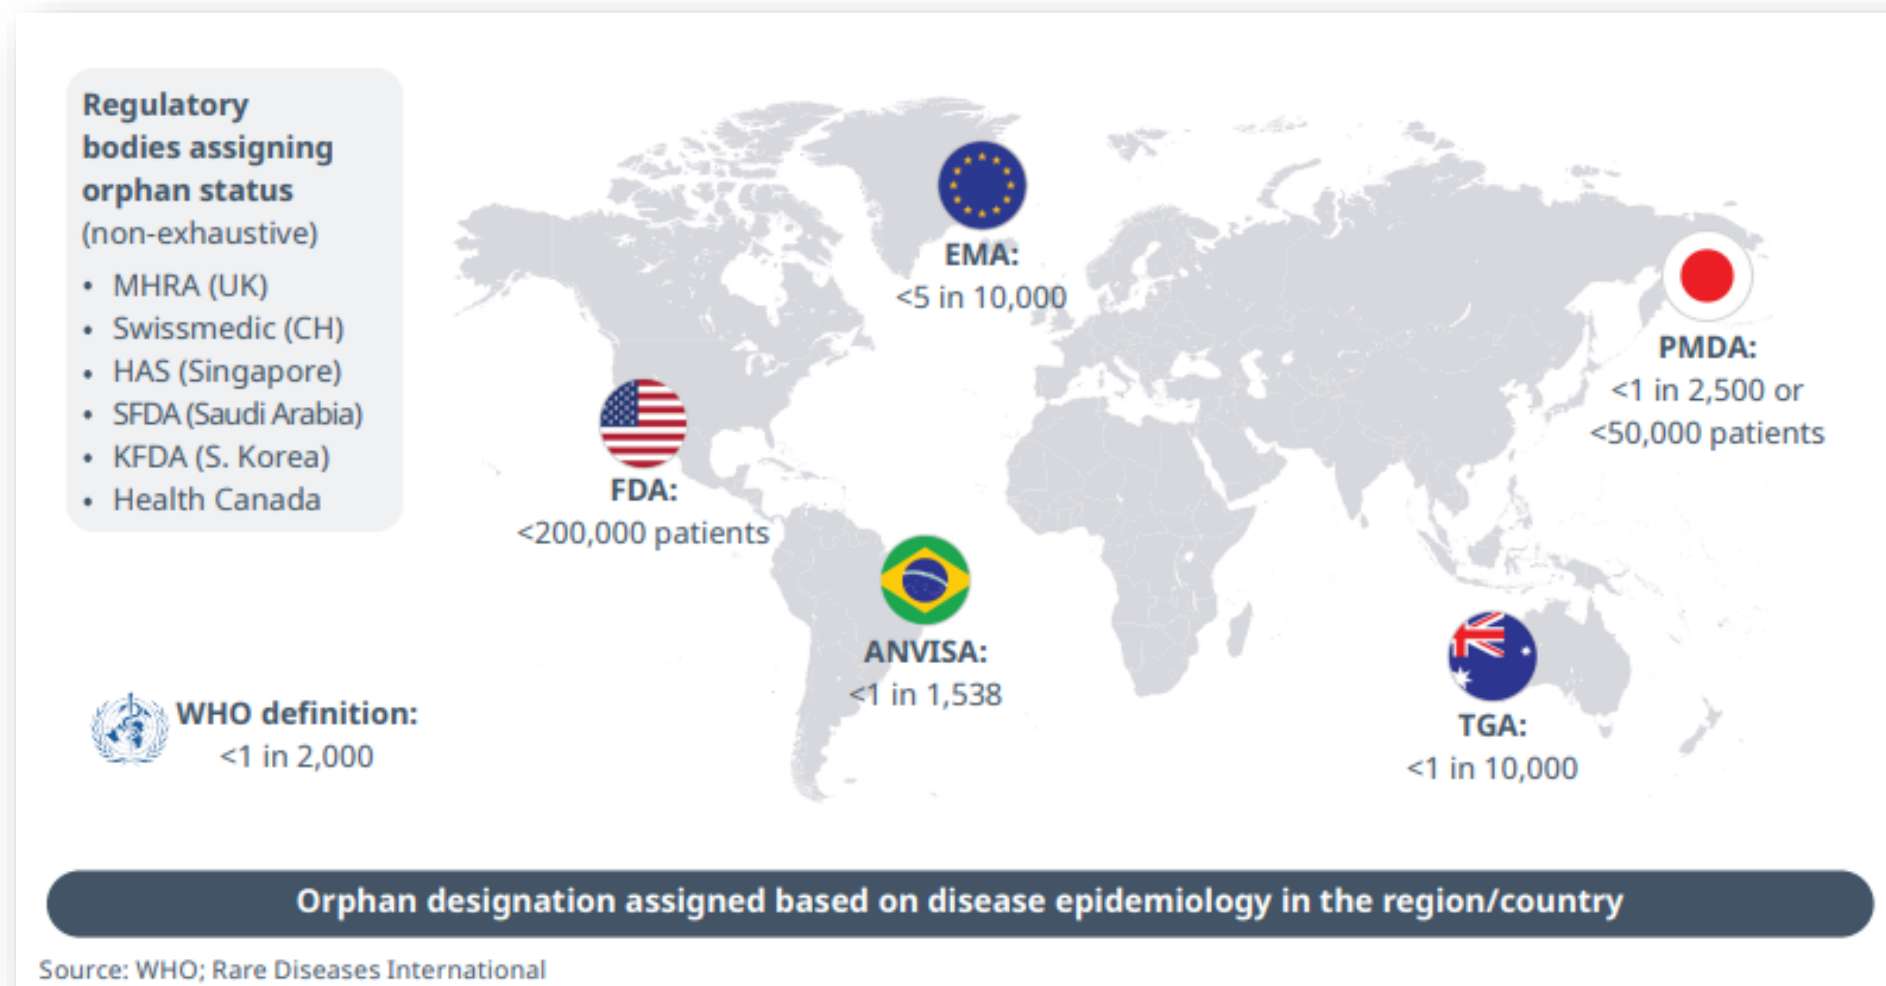 Regulatory
bodies assigning
orphan status
(non-exhaustive)
• MHRA (UK)
• Swissmedic (CH)
• HAS (Singapore)
• SFDA (Saudi Arabia)
• KFDA (S. Korea)
• Health Canada
EMA:
<5 in 10,000
PMDA:
<1 in 2,500 or
<50,000 patients
FDA:
<200,000 patients
ANVISA:
<1 in 1,538
TGA:
<1 in 10,000
WHO definition:
<1 in 2,000
Orphan designation assigned based on disease epidemiology in the region/country
Source: WHO; Rare Diseases International